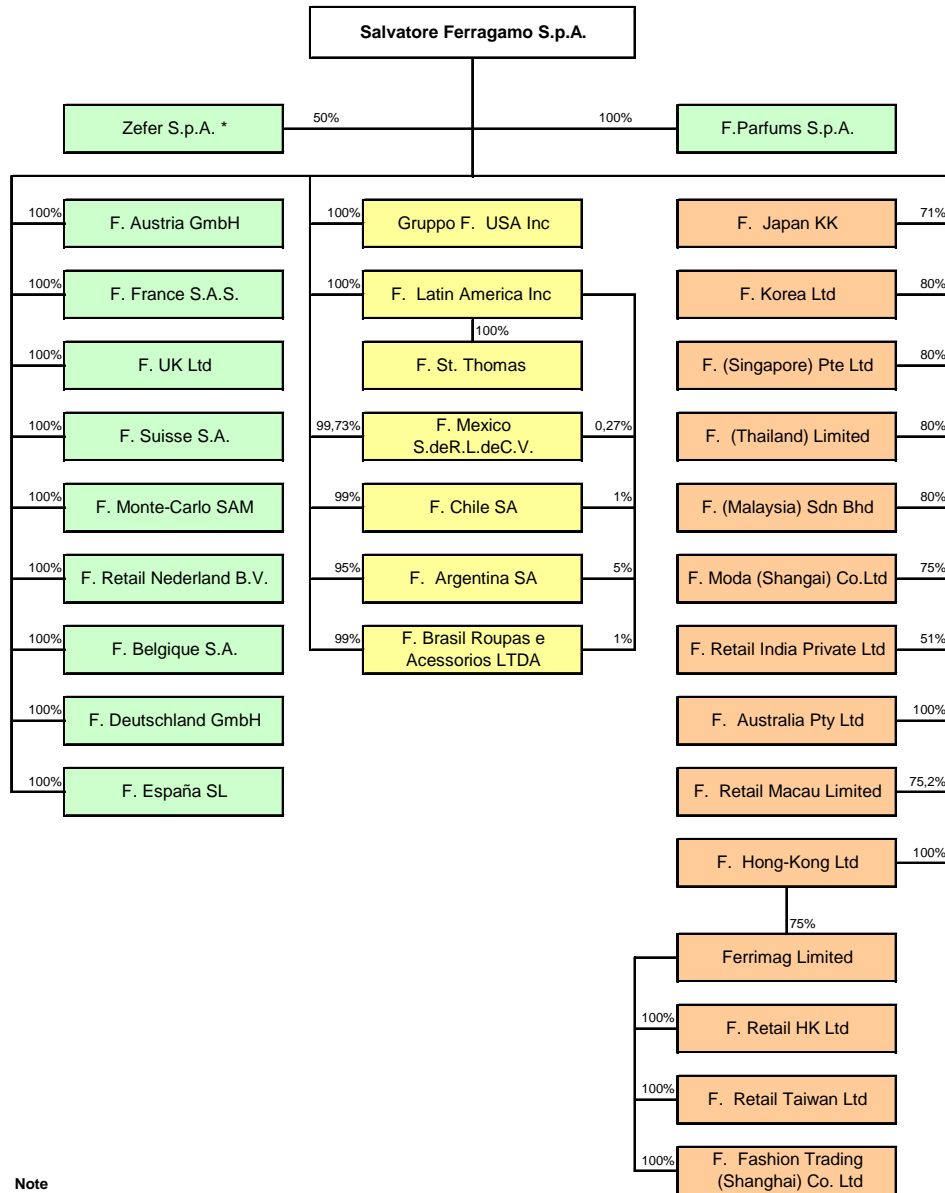 Salvatore Ferragamo S.p.A.
Zefer S.p.A. *
50%
100%
F.Parfums S.p.A.
100%
F. Austria GmbH
100%
Gruppo F. USA Inc
F. Japan KK
71%
100%
F. France S.A.S.
100%
F. Latin America Inc
F. Korea Ltd
80%
100%
100%
F. UK Ltd
F. St. Thomas
F. (Singapore) Pte Ltd
80%
100%
F. Suisse S.A.
99,73%
F. Mexico
S.deR.L.deC.V.
0,27%
F. (Thailand) Limited
80%
100%
F. Monte-Carlo SAM
99%
F. Chile SA
1%
F. (Malaysia) Sdn Bhd
80%
100%
F. Retail Nederland B.V.
95%
F. Argentina SA
5%
F. Moda (Shangai) Co.Ltd
75%
100%
F. Belgique S.A.
99%
F. Brasil Roupas e
Acessorios LTDA
1%
F. Retail India Private Ltd
51%
100%
F. Deutschland GmbH
F. Australia Pty Ltd
100%
100%
F. España SL
F. Retail Macau Limited
75,2%
F. Hong-Kong Ltd
100%
75%
Ferrimag Limited
100%
F. Retail HK Ltd
100%
F. Retail Taiwan Ltd
100%
F. Fashion Trading
(Shanghai) Co. Ltd
Note